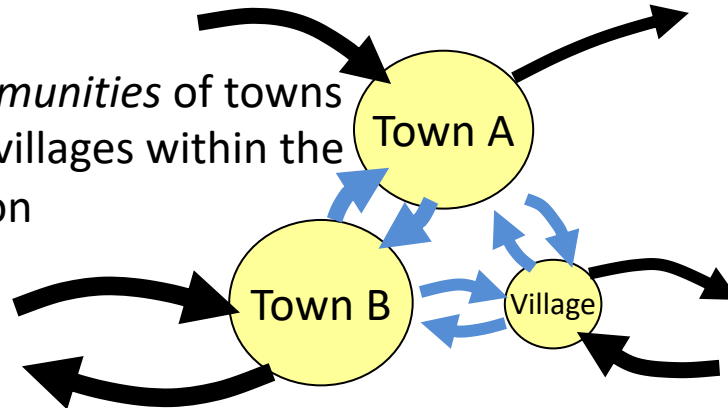 munities of towns
villages within the
on
Town A
Town B
Village